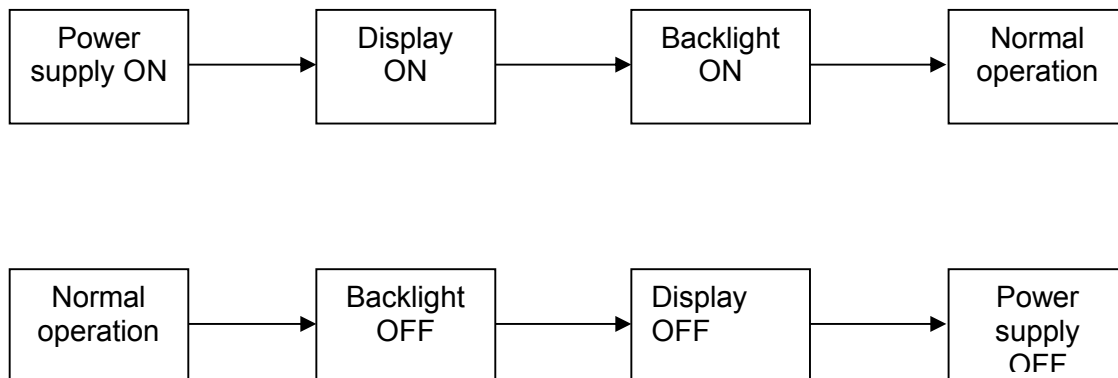 Power
supply ON
Display
ON
Backlight
ON
Normal
operation
Normal
operation
Backlight
OFF
Display
OFF
Power
supply
OFF